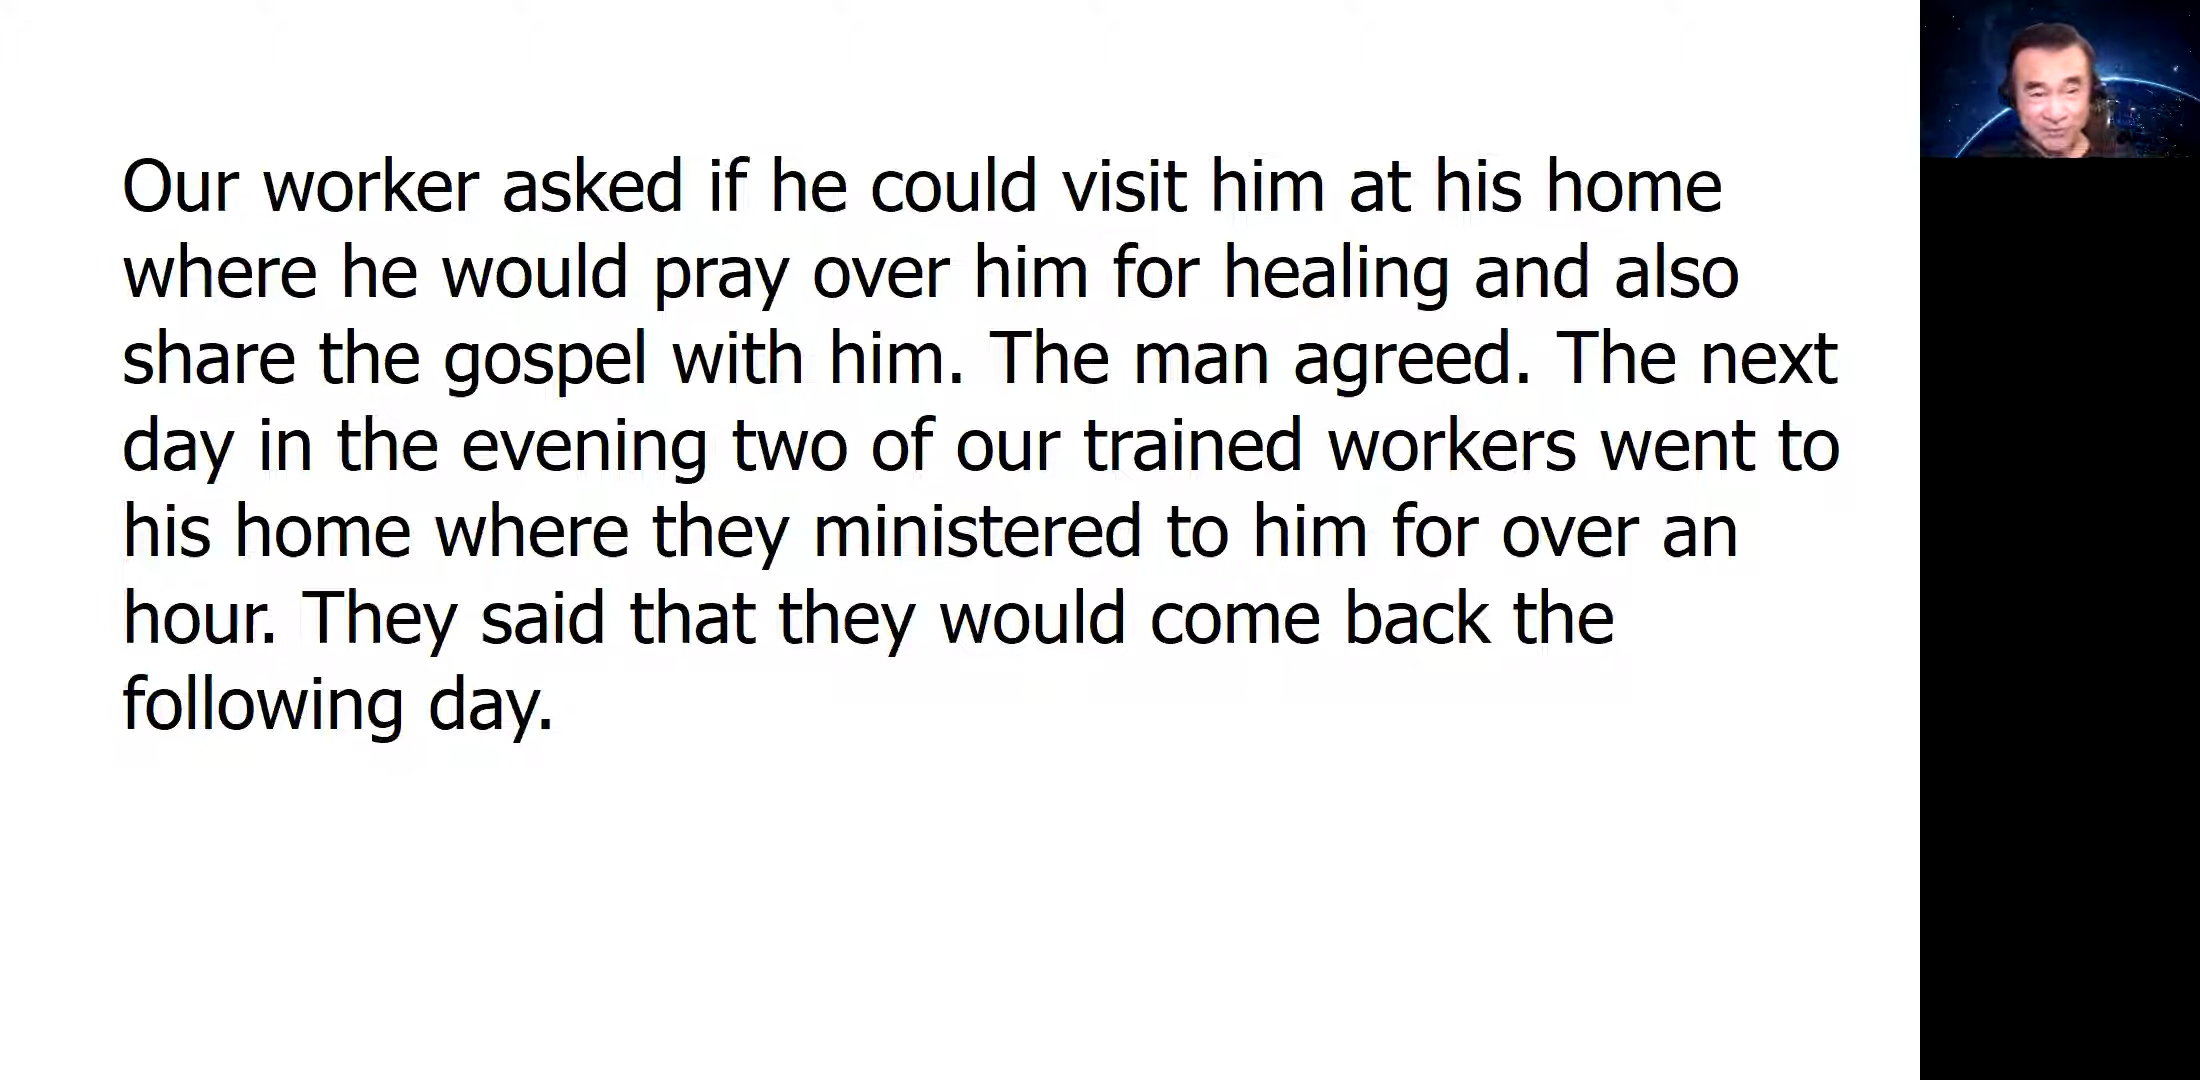 Our worker asked if he could visit him at his home
where he would pray over him for healing and also
share the gospel with him. The man agreed. The next
day in the evening two of our trained workers went to
his home where they ministered to him for over an
hour. They said that they would come back the
following day.